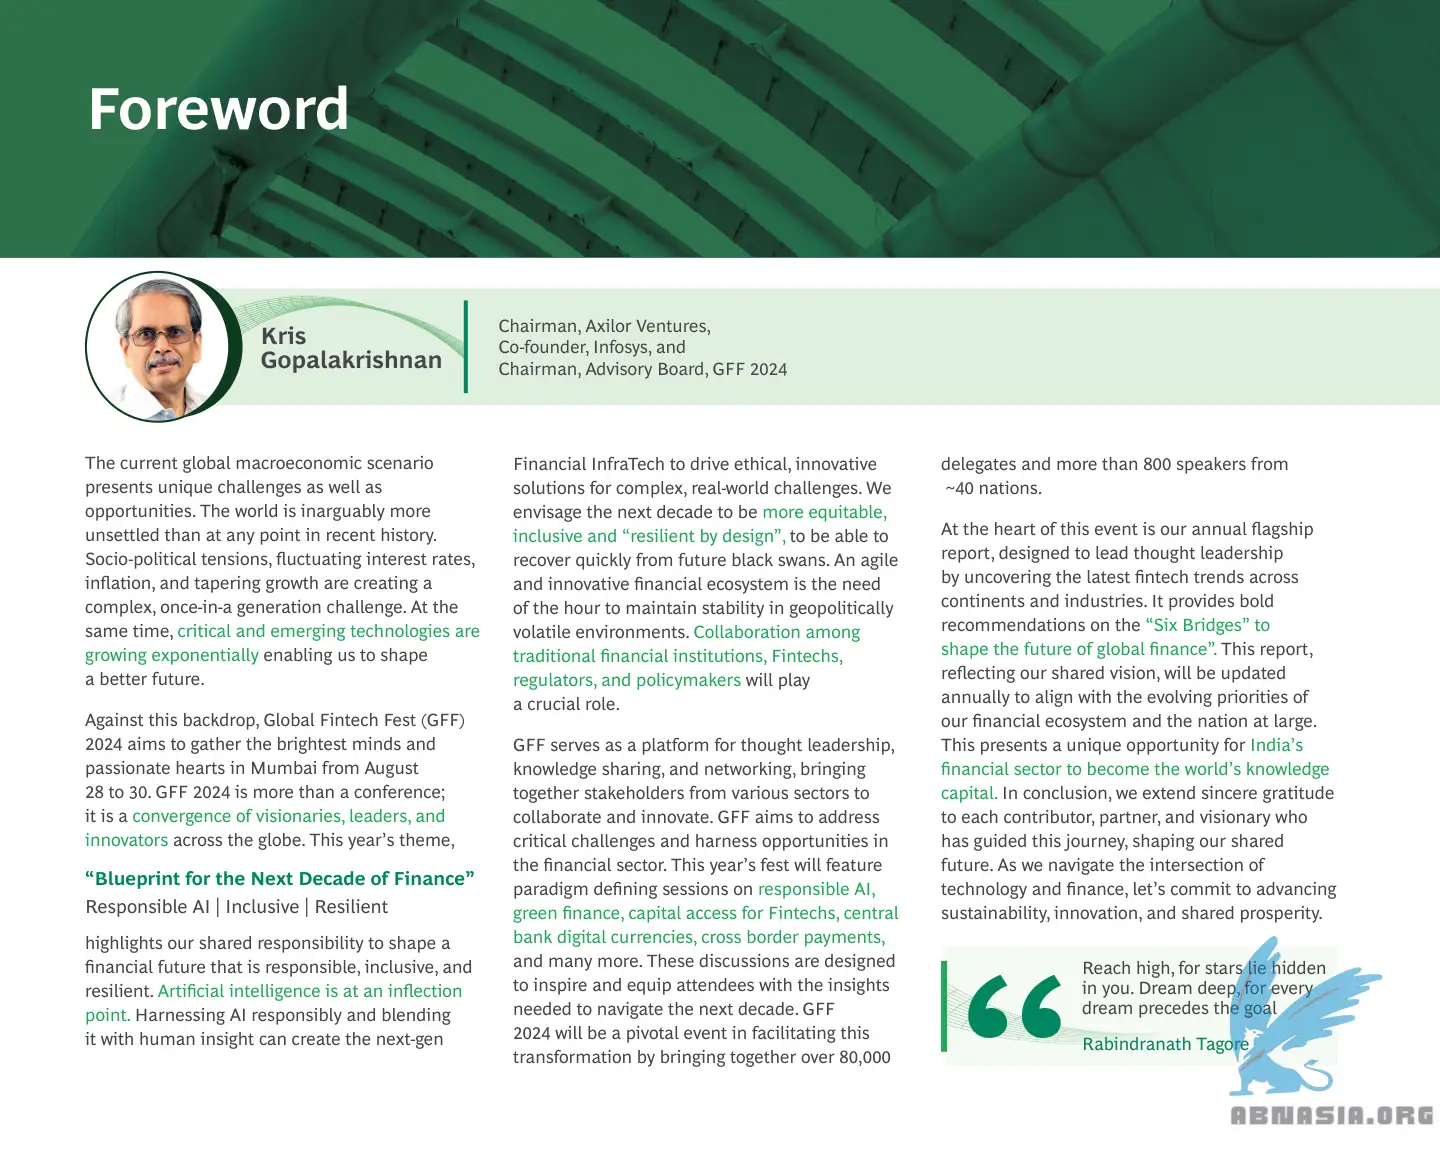 Foreword
Kris
Gopalakrishnan
Chairman, Axilor Ventures,
Co-founder, Infosys, and
Chairman, Advisory Board, GFF 2024
The current global macroeconomic scenario
presents unique challenges as well as
opportunities. The world is inarguably more
unsettled than at any point in recent history.
Socio-political tensions, fluctuating interest rates,
inflation, and tapering growth are creating a
complex, once-in-a generation challenge. At the
same time, critical and emerging technologies are
growing exponentially enabling us to shape
a better future.
Against this backdrop, Global Fintech Fest (GFF)
2024 aims to gather the brightest minds and
passionate hearts in Mumbai from August
28 to 30. GFF 2024 is more than a conference;
it is a convergence of visionaries, leaders, and
innovators across the globe. This year's theme,
“Blueprint for the Next Decade of Finance”
Responsible AI | Inclusive | Resilient
highlights our shared responsibility to shape a
financial future that is responsible, inclusive, and
resilient. Artificial intelligence is at an inflection
point. Harnessing AI responsibly and blending
it with human insight can create the next-gen
Financial InfraTech to drive ethical, innovative
solutions for complex, real-world challenges. We
envisage the next decade to be more equitable,
inclusive and “resilient by design”, to be able to
recover quickly from future black swans. An agile
and innovative financial ecosystem is the need
of the hour to maintain stability in geopolitically
volatile environments. Collaboration among
traditional financial institutions, Fintechs,
regulators, and policymakers will play
a crucial role.
GFF serves as a platform for thought leadership,
knowledge sharing, and networking, bringing
together stakeholders from various sectors to
collaborate and innovate. GFF aims to address
critical challenges and harness opportunities in
the financial sector. This year's fest will feature
paradigm defining sessions on responsible AI,
green finance, capital access for Fintechs, central
bank digital currencies, cross border payments,
and many more. These discussions are designed
to inspire and equip attendees with the insights
needed to navigate the next decade. GFF
2024 will be a pivotal event in facilitating this
transformation by bringing together over 80,000
delegates and more than 800 speakers from
~40 nations.
At the heart of this event is our annual flagship
report, designed to lead thought leadership
by uncovering the latest fintech trends across
continents and industries. It provides bold
recommendations on the “Six Bridges” to
shape the future of global finance”. This report,
reflecting our shared vision, will be updated
annually to align with the evolving priorities of
our financial ecosystem and the nation at large.
This presents a unique opportunity for India's
financial sector to become the world's knowledge
capital. In conclusion, we extend sincere gratitude
to each contributor, partner, and visionary who
has guided this journey, shaping our shared
future. As we navigate the intersection of
technology and finance, let's commit to advancing
sustainability, innovation, and shared prosperity.
“
Reach high, for stars lie hidden
in you. Dream deep, for every
dream precedes the goal
Rabindranath Tagore
ABNASIA.ORG